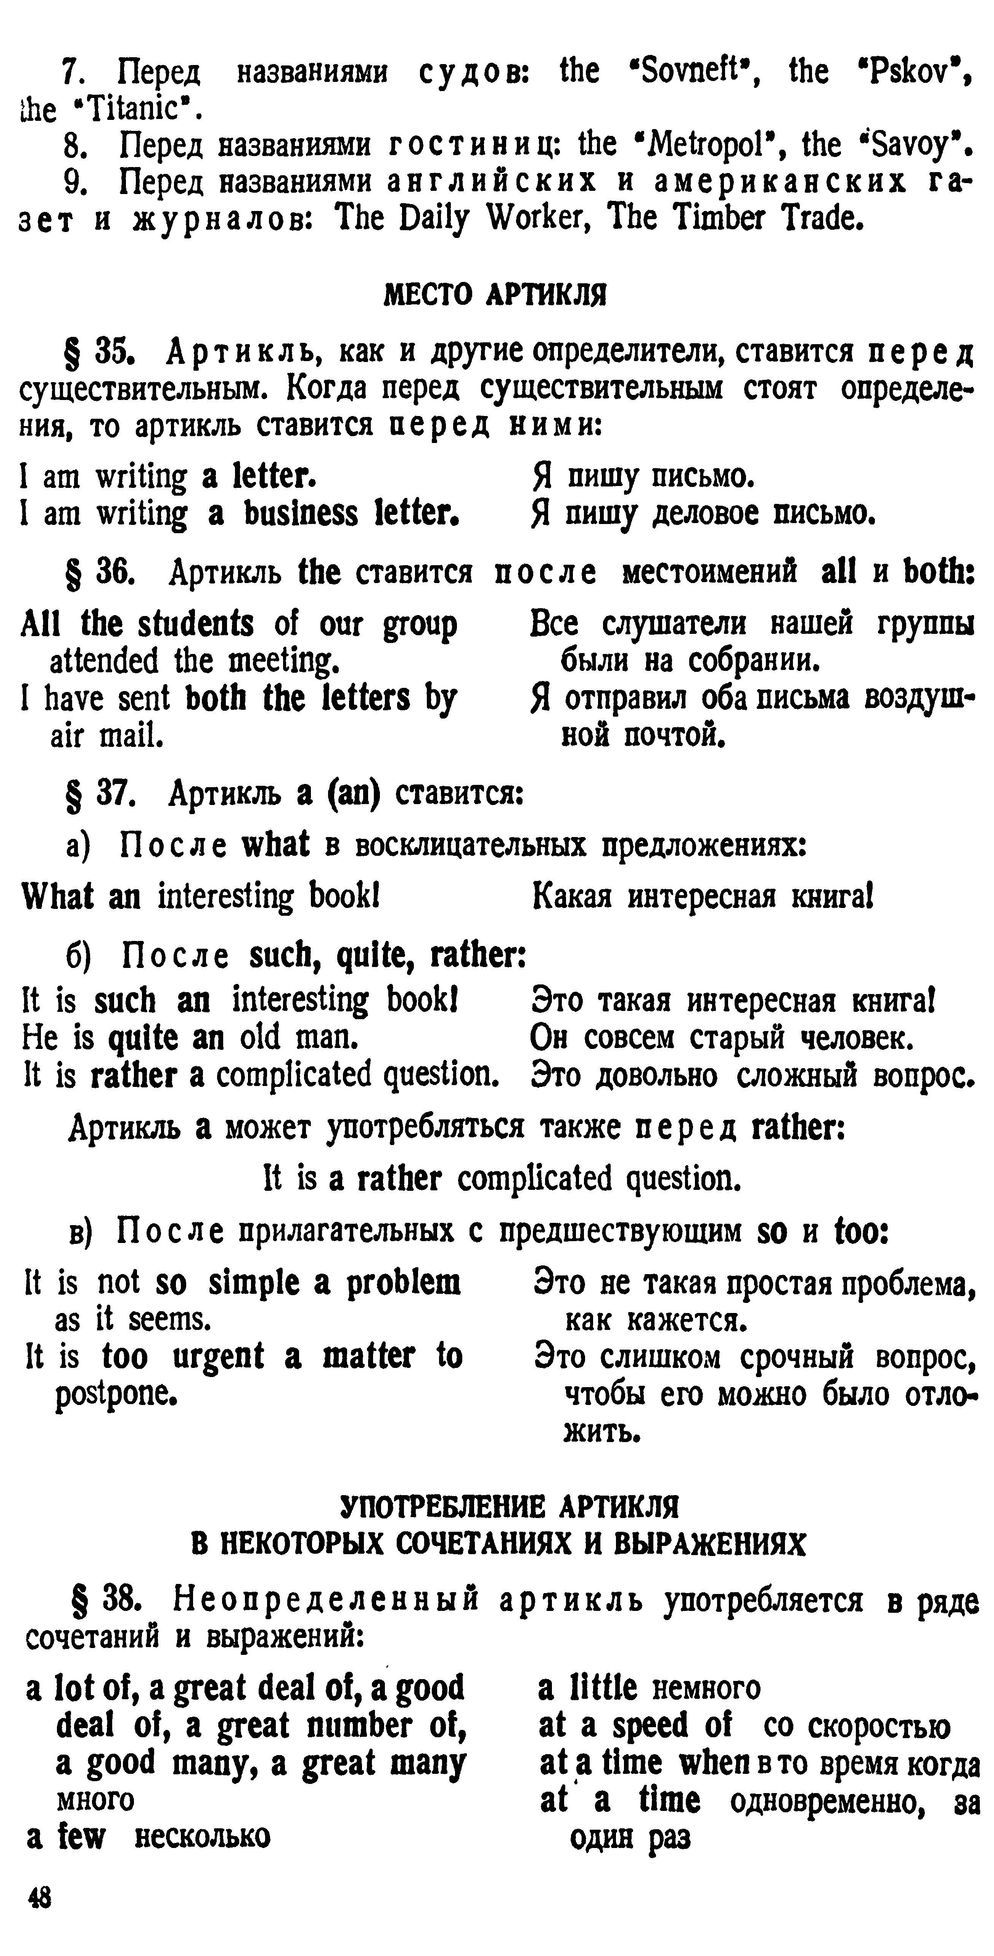 7. Перед названиями судов: the “Sovneft”, the “Pskov”,
the “Titanic”.
8. Перед названиями гостиниц: the “Metropol”, the “Savoy”.
9. Перед названиями английских и американских га-
зет и журналов: The Daily Worker, The Timber Trade.
МЕСТО АРТИКЛЯ
§ 35. Артикль, как и другие определители, ставится перед
существительным. Когда перед существительным стоят определе-
ния, то артикль ставится перед ними:
I am writing a letter. Я пишу письмо.
I am writing a business letter. Я пишу деловое письмо.
§ 36. Артикль the ставится после местоимений all и both:
All the students of our group Все слушатели нашей группы
attended the meeting. были на собрании.
I have sent both the letters by Я отправил оба письма воздуш-
air mail. ной почтой.
§ 37. Артикль a (an) ставится:
а) После what в восклицательных предложениях:
What an interesting book! Какая интересная книга!
б) После such, quite, rather:
It is such an interesting book! Это такая интересная книга!
He is quite an old man. Он совсем старый человек.
It is rather a complicated question. Это довольно сложный вопрос.
Артикль a может употребляться также перед rather:
It is a rather complicated question.
в) После прилагательных с предшествующим so и too:
It is not so simple a problem Это не такая простая проблема,
as it seems. как кажется.
It is too urgent a matter to Это слишком срочный вопрос,
postpone. чтобы его можно было отло-
жить.
УПОТРЕБЛЕНИЕ АРТИКЛЯ
В НЕКОТОРЫХ СОЧЕТАНИЯХ И ВЫРАЖЕНИЯХ
§ 38. Неопределенный артикль употребляется в ряде
сочетаний и выражений:
a lot of, a great deal of, a good
deal of, a great number of,
a good many, a great many
много
a few несколько
a little немного
at a speed of со скоростью
at a time when в то время когда
at a time одновременно, за
один раз
48